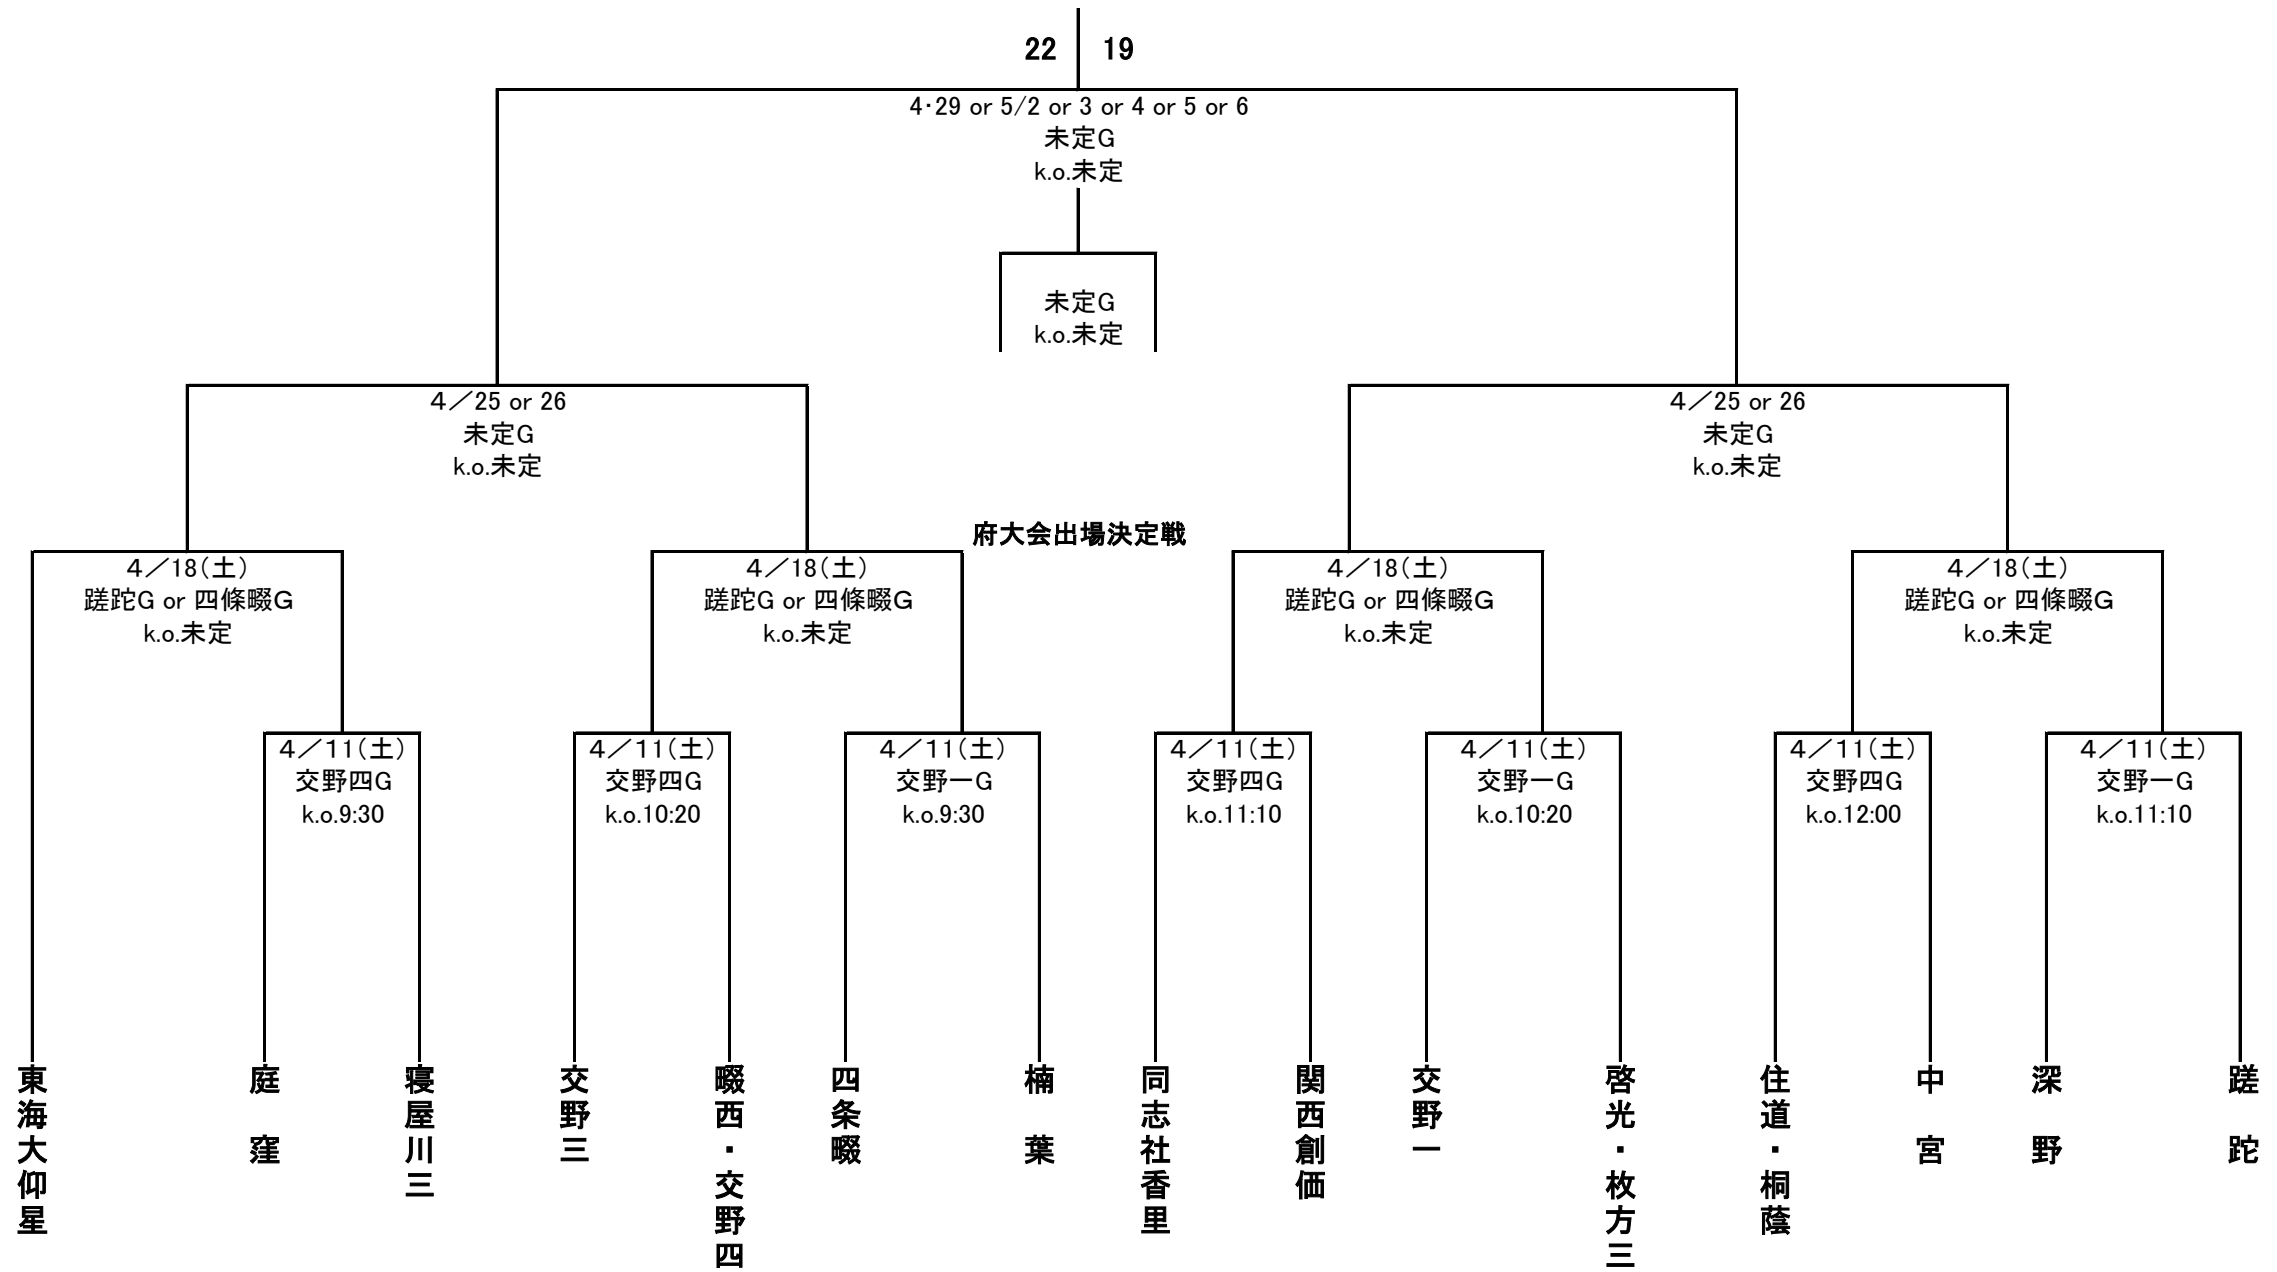 22 19
4・29 or 5/2 or 3 or 4 or 5 or 6
未定G
k.o.未定
未定G
k.o.未定
4／25 or 26
未定G
k.o.未定
4／25 or 26
未定G
k.o.未定
府大会出場決定戦
4／18（土）
蹉跎G or 四條畷G
k.o.未定
4／18（土）
蹉跎G or 四條畷G
k.o.未定
4／18（土）
蹉跎G or 四條畷G
k.o.未定
4／18（土）
蹉跎G or 四條畷G
k.o.未定
4／11（土）
交野四G
k.o.9:30
4／11（土）
交野四G
k.o.10:20
4／11（土）
交野一G
k.o.9:30
4／11（土）
交野四G
k.o.11:10
4／11（土）
交野一G
k.o.10:20
4／11（土）
交野四G
k.o.12:00
4／11（土）
交野一G
k.o.11:10
東海大仰星
庭　窪
寝屋川三
交野三
畷西・交野四
四条畷
楠　葉
同志社香里
関西創価
交野一
啓光・枚方三
住道・桐蔭
中　宮
深　野
蹉　跎